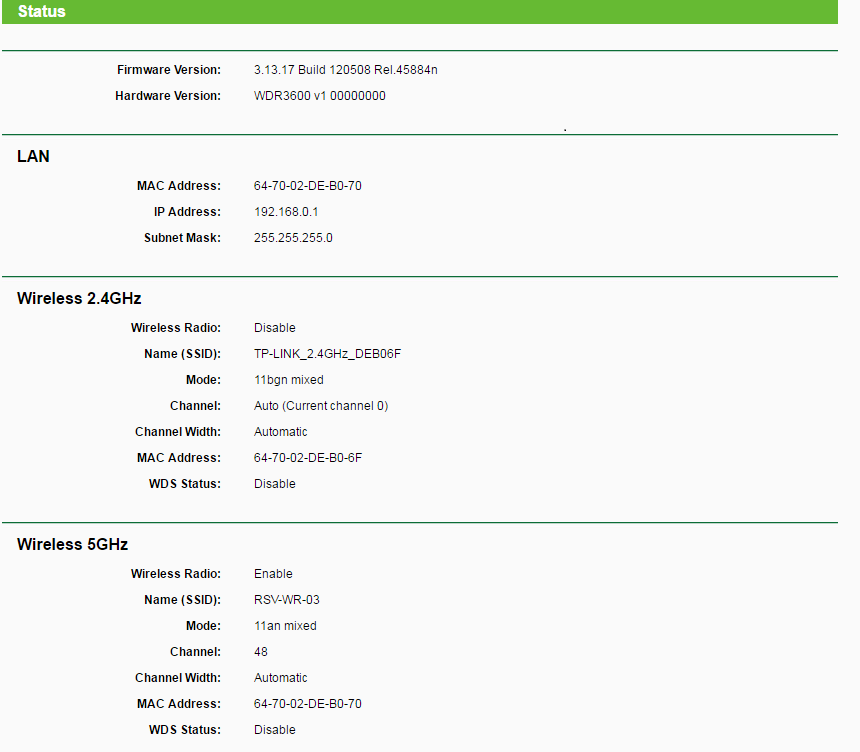 Status
Firmware Version: 3.13.17 Build 120508 Rel.45884n
Hardware Version: WDR3600 v1 00000000
.
LAN
MAC Address: 64-70-02-DE-B0-70
IP Address: 192.168.0.1
Subnet Mask: 255.255.255.0
Wireless 2.4GHz
Wireless Radio: Disable
Name (SSID): TP-LINK_2.4GHz_DEB06F
Mode: 11bgn mixed
Channel: Auto (Current channel 0)
Channel Width: Automatic
MAC Address: 64-70-02-DE-B0-6F
WDS Status: Disable
Wireless 5GHz
Wireless Radio: Enable
Name (SSID): RSV-WR-03
Mode: 11an mixed
Channel: 48
Channel Width: Automatic
MAC Address: 64-70-02-DE-B0-70
WDS Status: Disable